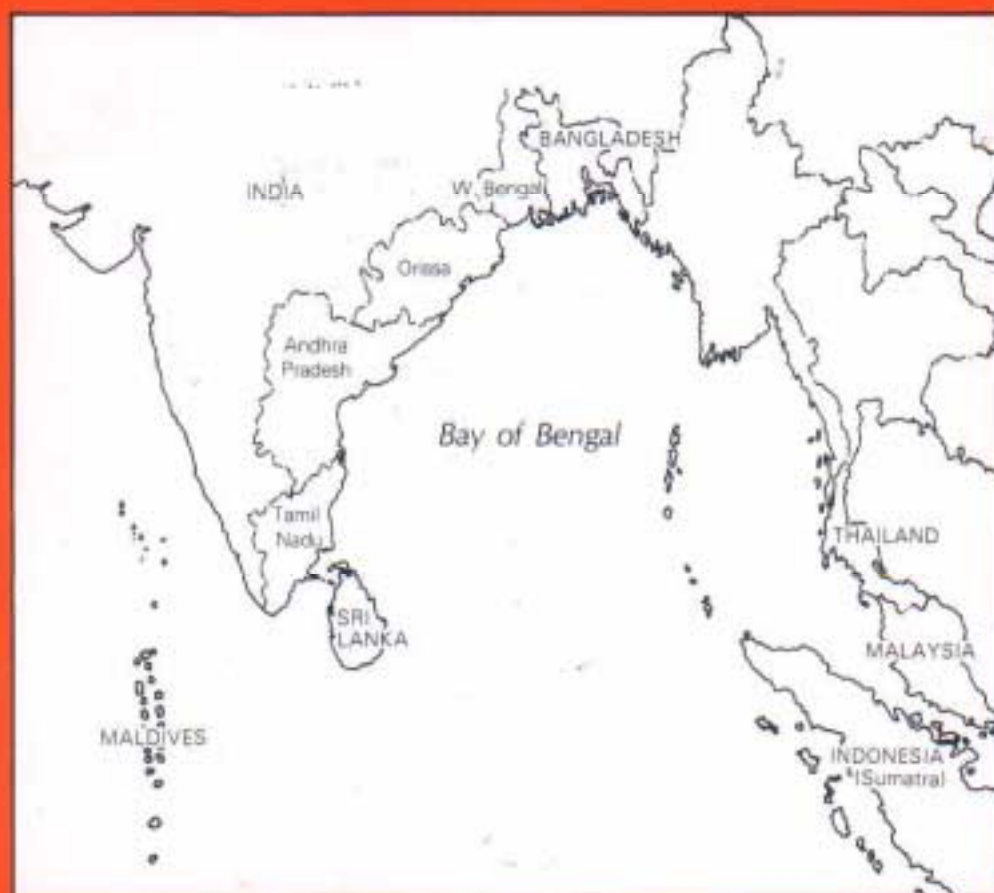 BANGLADESH
INDIA
W. Bengal
Orissa
Andhra
Pradesh
Bay of Bengal
Tamil
Nadu
THAILAND
SRI
LANKA
MALAYSIA
MALDIVES
INDONESIA
(Sumatra)